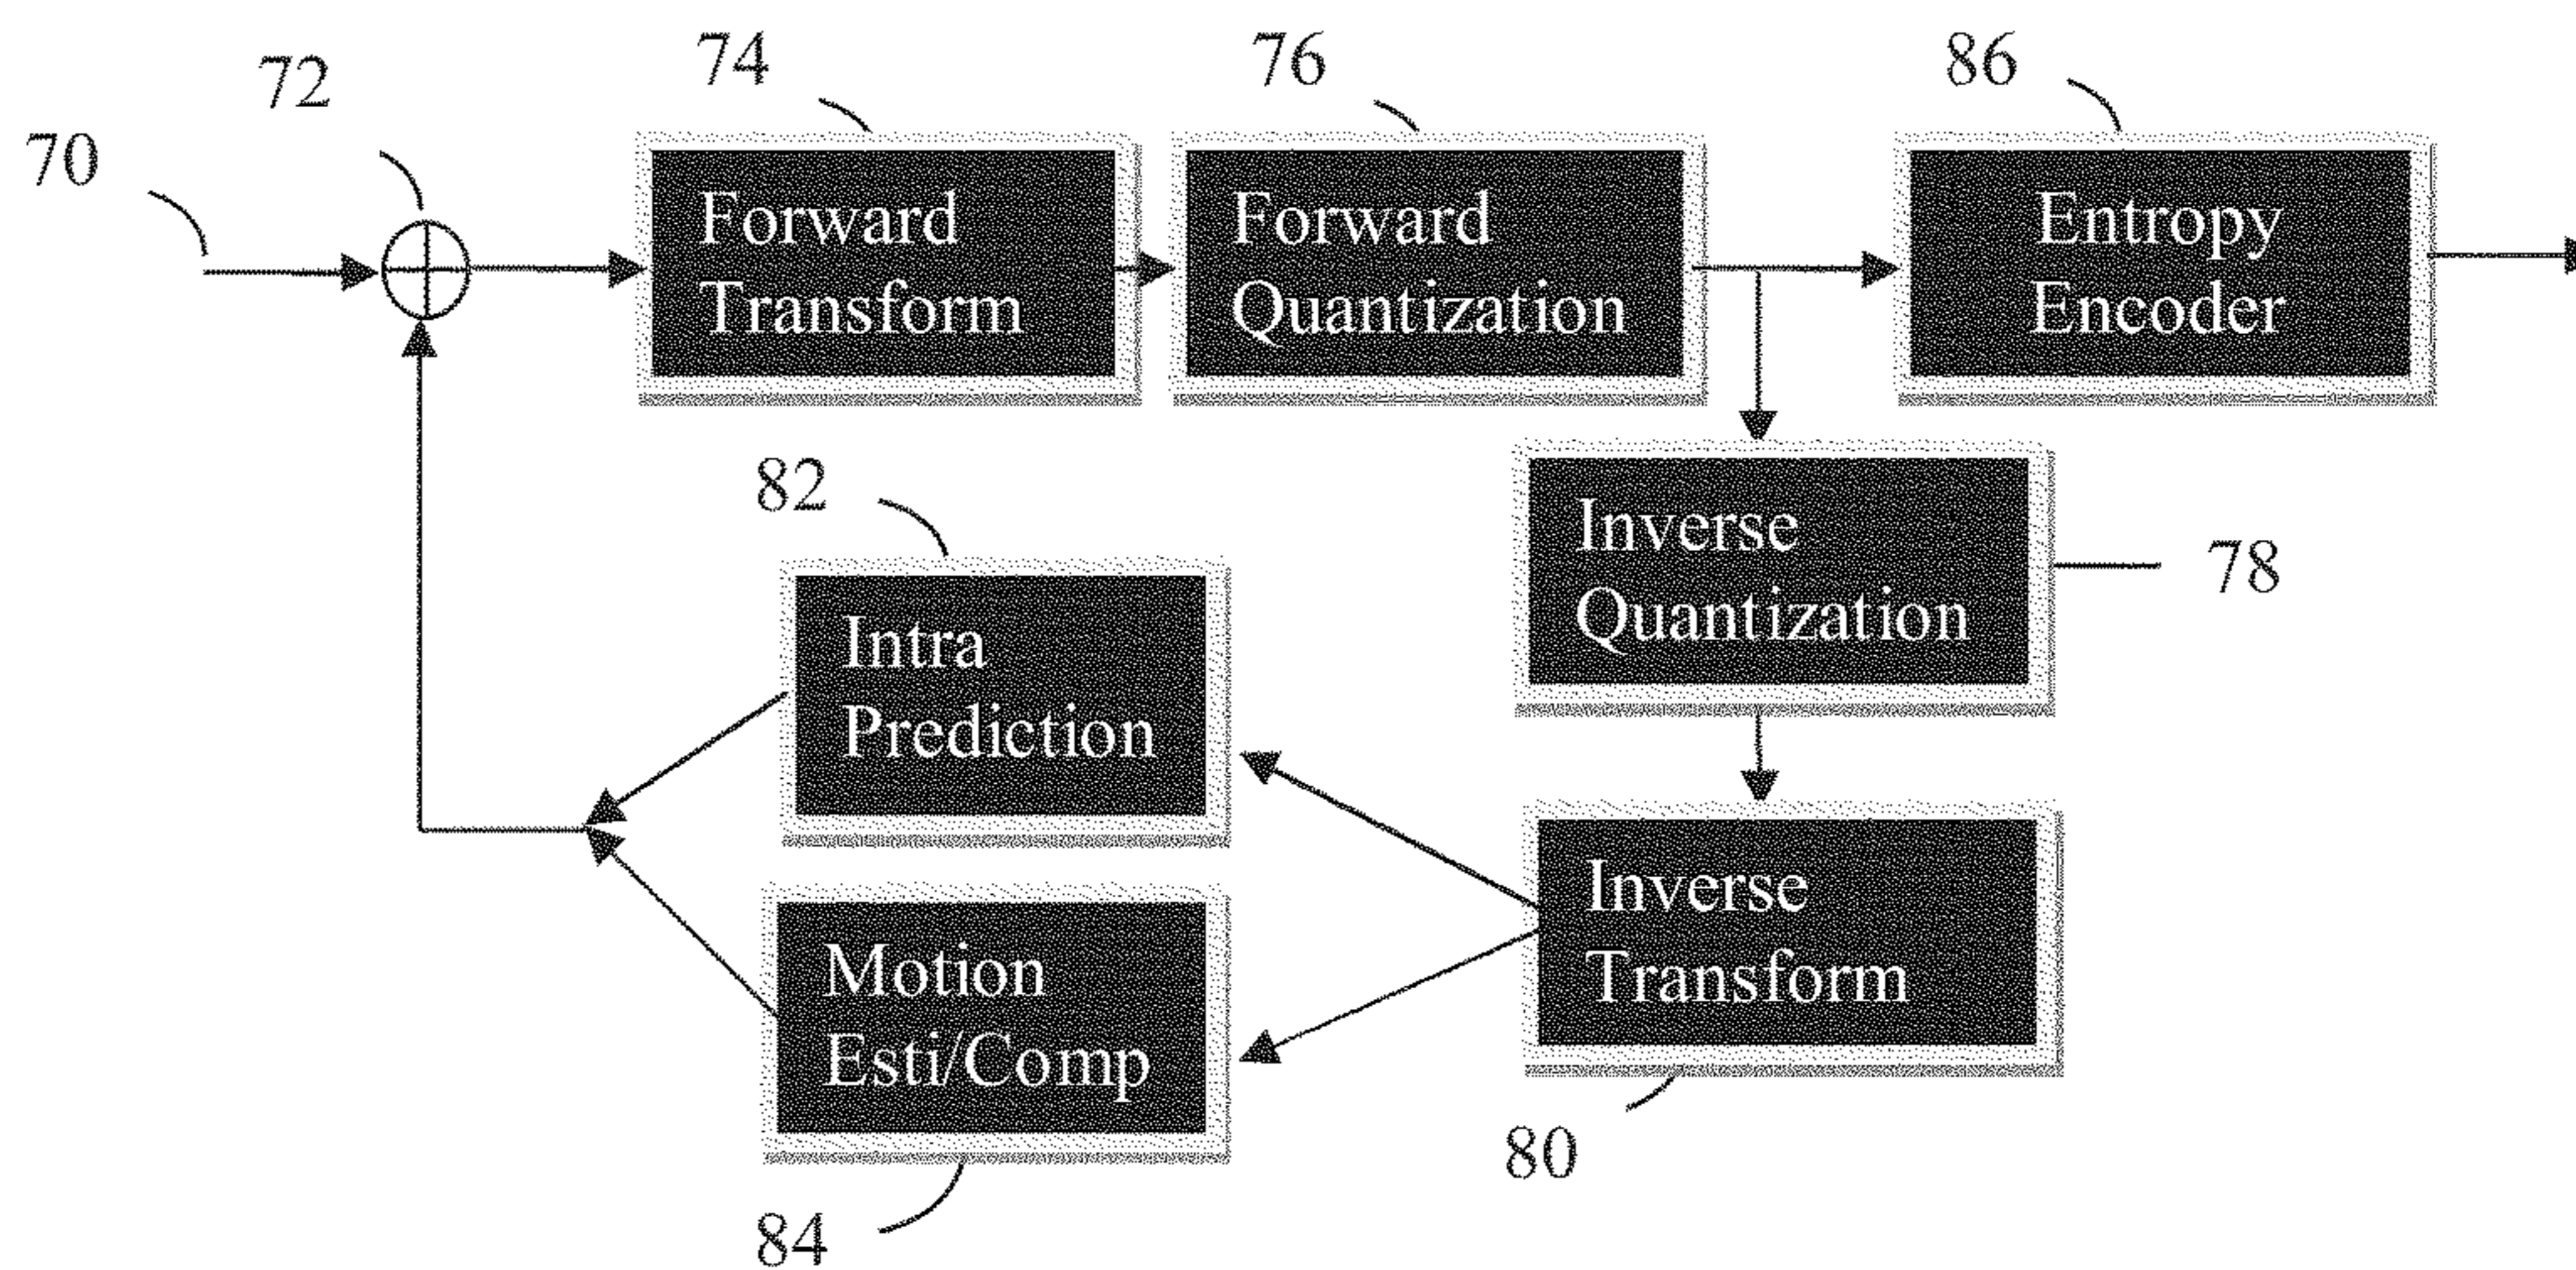 70
72
74
76
86
Forward
Transform
Forward
Quantization
Entropy
Encoder
82
Inverse
Quantization
78
Intra
Prediction
Inverse
Transform
Motion
Esti/Comp
80
84